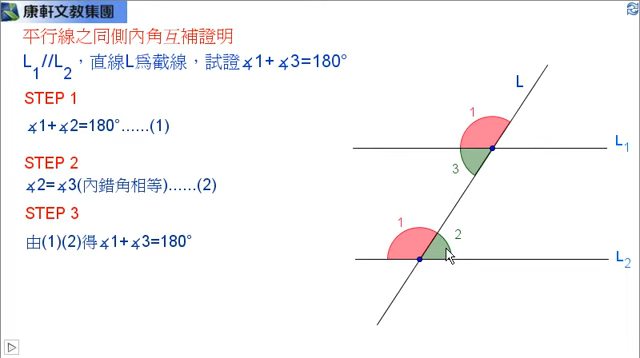 康軒文教集團
平行線之同側內角互補證明
L1//L2，直線L為截線，試證∡1+∡3=180°
STEP 1
∡1+∡2=180°......(1)
STEP 2
∡2=∡3(內錯角相等)......(2)
STEP 3
由(1)(2)得∡1+∡3=180°
L
1
L1
3
1
2
L2